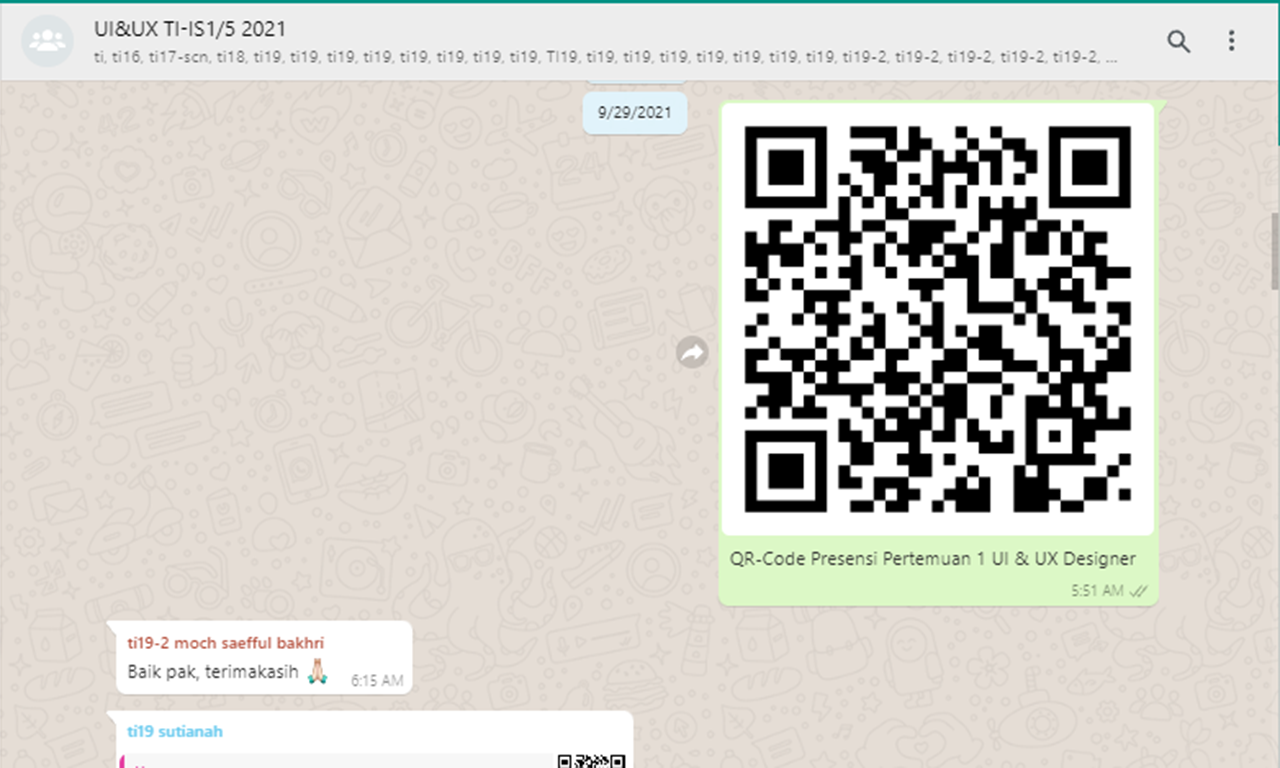 UI&UX TI-IS1/5 2021
ti, ti16, ti17-scn, ti18, ti19, ti19, ti19, ti19, ti19, ti19, ti19, ti19, TI19, ti19, ti19, ti19, ti19, ti19, ti19, ti19, ti19-2, ti19-2, ti19-2, ti19-2, ti19-2, ...
9/29/2021
QR-Code Presensi Pertemuan 1 UI & UX Designer
5:51 AM
ti19-2 moch saefful bakhri
Baik pak, terimakasih 🙏
6:15 AM
ti19 sutianah